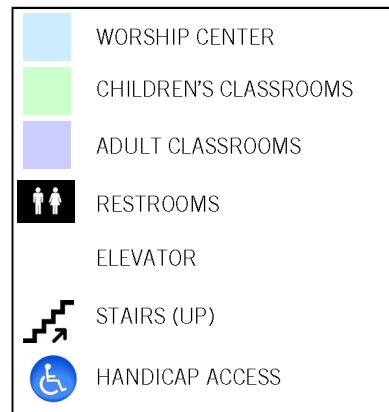 WORSHIP CENTER
CHILDREN'S CLASSROOMS
ADULT CLASSROOMS
RESTROOMS
ELEVATOR
STAIRS (UP)
HANDICAP ACCESS